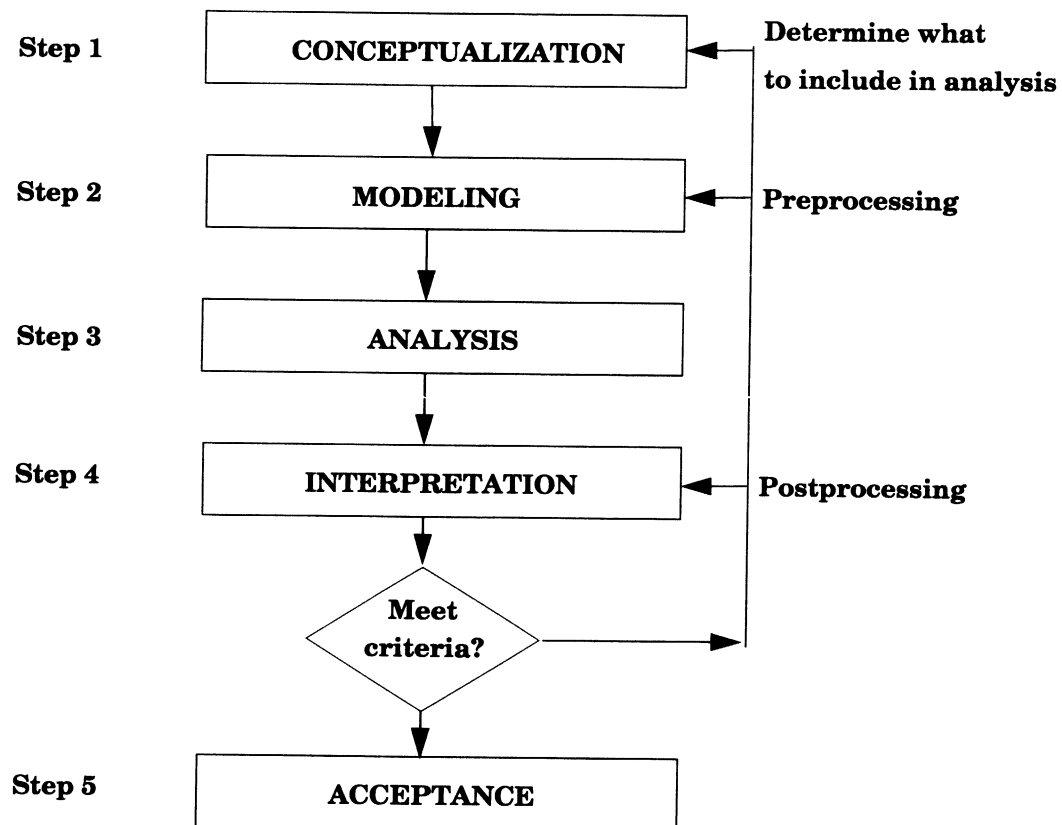 Step 1
CONCEPTUALIZATION
Determine what
to include in analysis
Step 2
MODELING
Preprocessing
Step 3
ANALYSIS
Step 4
INTERPRETATION
Postprocessing
Meet
criteria?
Step 5
ACCEPTANCE